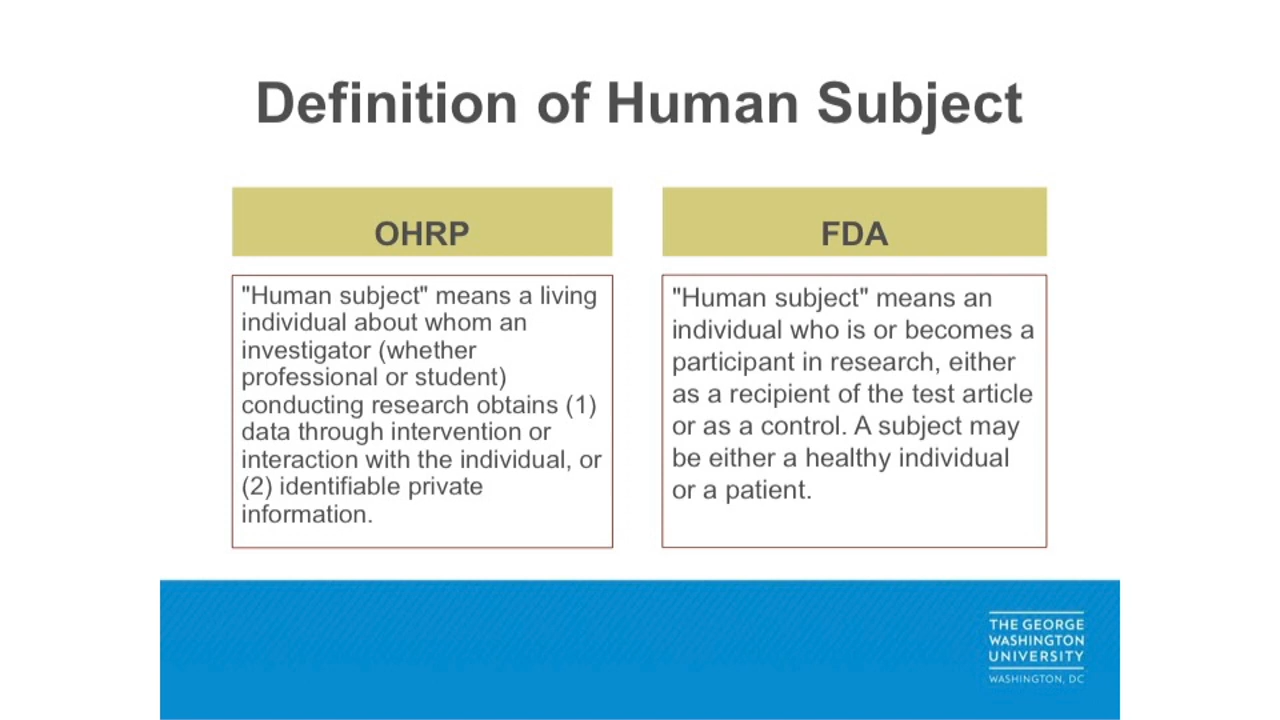 Definition of Human Subject
OHRP
"Human subject" means a living
individual about whom an
investigator (whether
professional or student)
conducting research obtains (1)
data through intervention or
interaction with the individual, or
(2) identifiable private
information.
FDA
"Human subject" means an
individual who is or becomes a
participant in research, either
as a recipient of the test article
or as a control. A subject may
be either a healthy individual
or a patient.
THE GEORGE
WASHINGTON
UNIVERSITY
WASHINGTON, DC